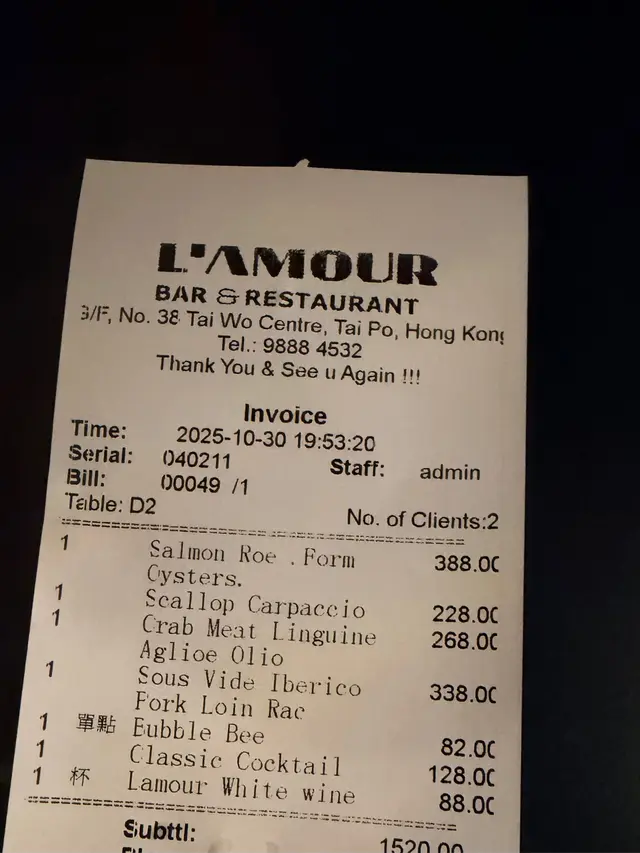 L'AMOUR
BAR & RESTAURANT
G/F, No. 38 Tai Wo Centre, Tai Po, Hong Kong
Tel.: 9888 4532
Thank You & See u Again !!!
Invoice
Time: 2025-10-30 19:53:20
Serial: 040211 Staff: admin
Bill: 00049 /1
Table: D2 No. of Clients:2
1 Salmon Roe . Form 388.00
Oysters.
1 Scallop Carpaccio 228.00
1 Crab Meat Linguine 268.00
Aglioe Olio
1 Sous Vide Iberico 338.00
Pork Loin Rac
1 單點 Bubble Bee 82.00
1 Classic Cocktail 128.00
1 杯 Lamour White wine 88.00
Subttl: 1520.00